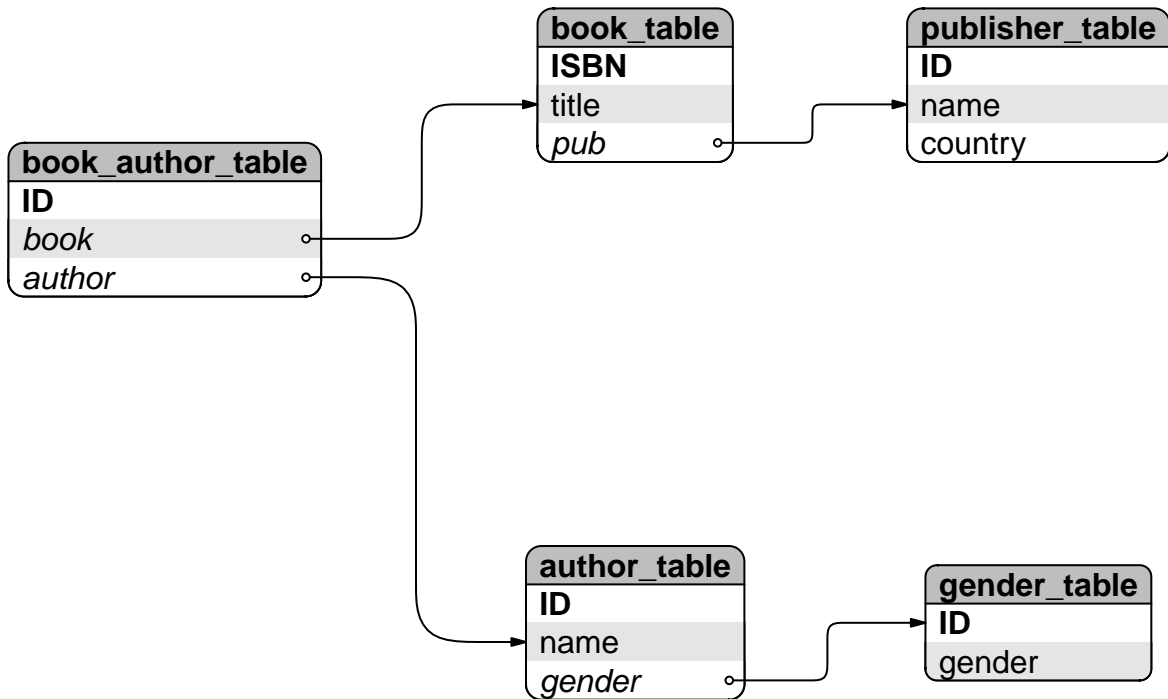 book_table
ISBN
title
pub
publisher_table
ID
name
country
book_author_table
ID
book
author
author_table
ID
name
gender
gender_table
ID
gender